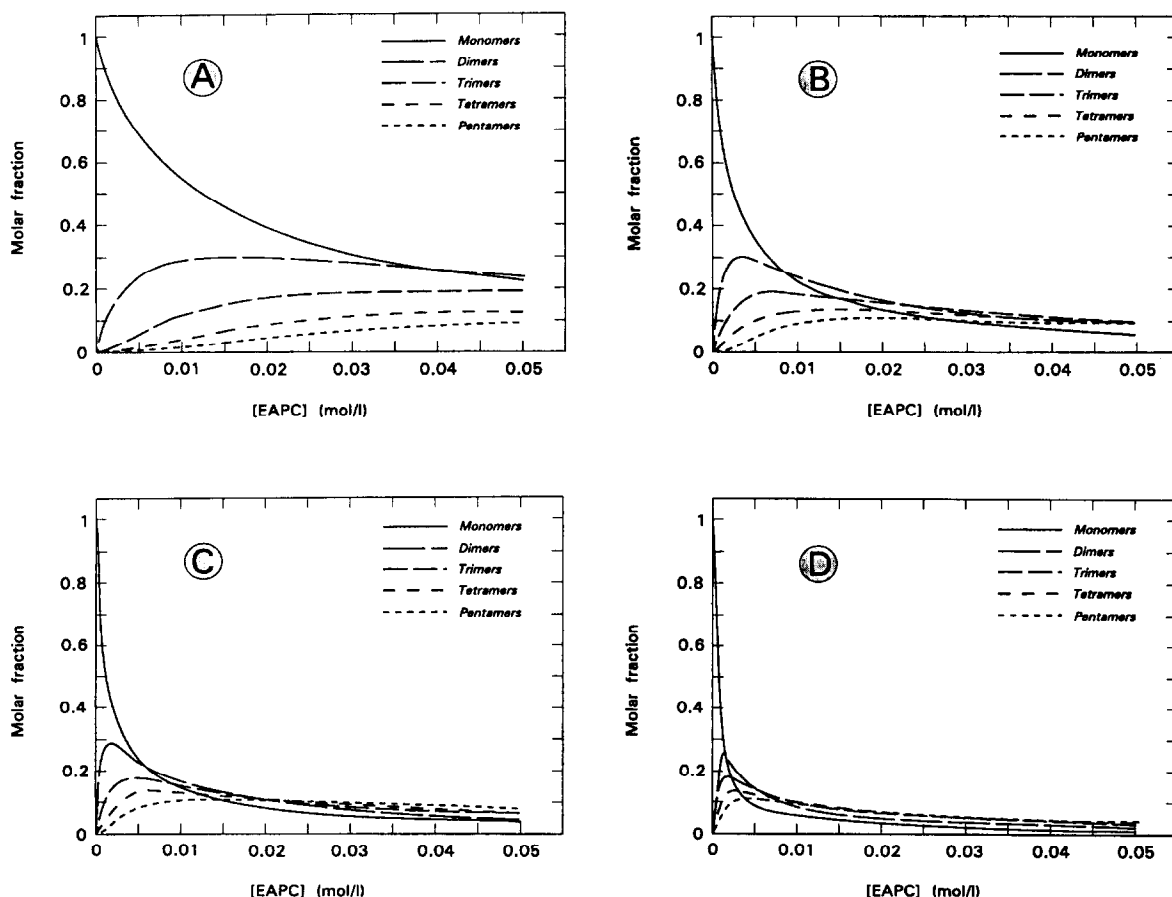 A
Monomers
Dimers
Trimers
Tetramers
Pentamers
Molar fraction
1
0.8
0.6
0.4
0.2
0
0 0.01 0.02 0.03 0.04 0.05
[EAPC] (mol/l)
B
Monomers
Dimers
Trimers
Tetramers
Pentamers
Molar fraction
1
0.8
0.6
0.4
0.2
0
0 0.01 0.02 0.03 0.04 0.05
[EAPC] (mol/l)
C
Monomers
Dimers
Trimers
Tetramers
Pentamers
Molar fraction
1
0.8
0.6
0.4
0.2
0
0 0.01 0.02 0.03 0.04 0.05
[EAPC] (mol/l)
D
Monomers
Dimers
Trimers
Tetramers
Pentamers
Molar fraction
1
0.8
0.6
0.4
0.2
0
0 0.01 0.02 0.03 0.04 0.05
[EAPC] (mol/l)